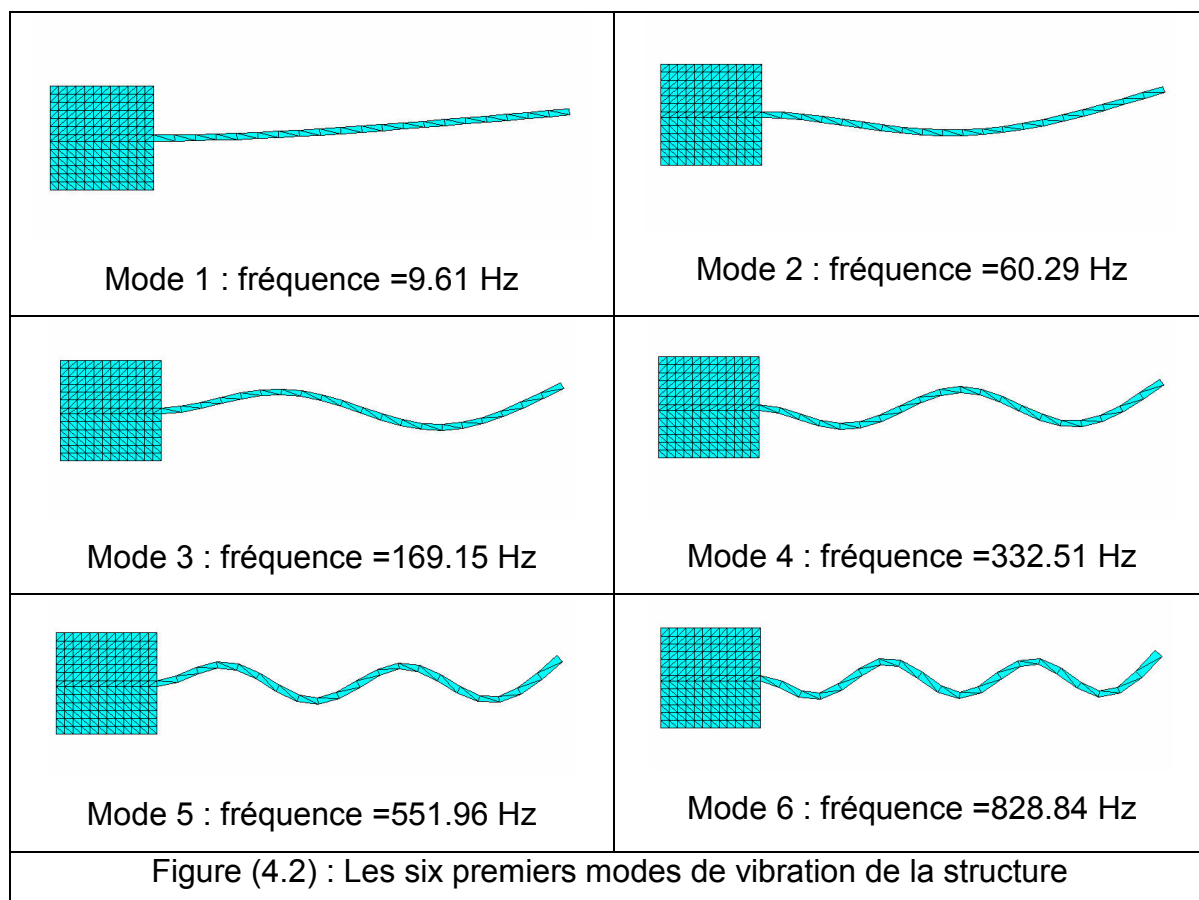 Mode 1 : fréquence =9.61 Hz
Mode 2 : fréquence =60.29 Hz
Mode 3 : fréquence =169.15 Hz
Mode 4 : fréquence =332.51 Hz
Mode 5 : fréquence =551.96 Hz
Mode 6 : fréquence =828.84 Hz
Figure (4.2) : Les six premiers modes de vibration de la structure